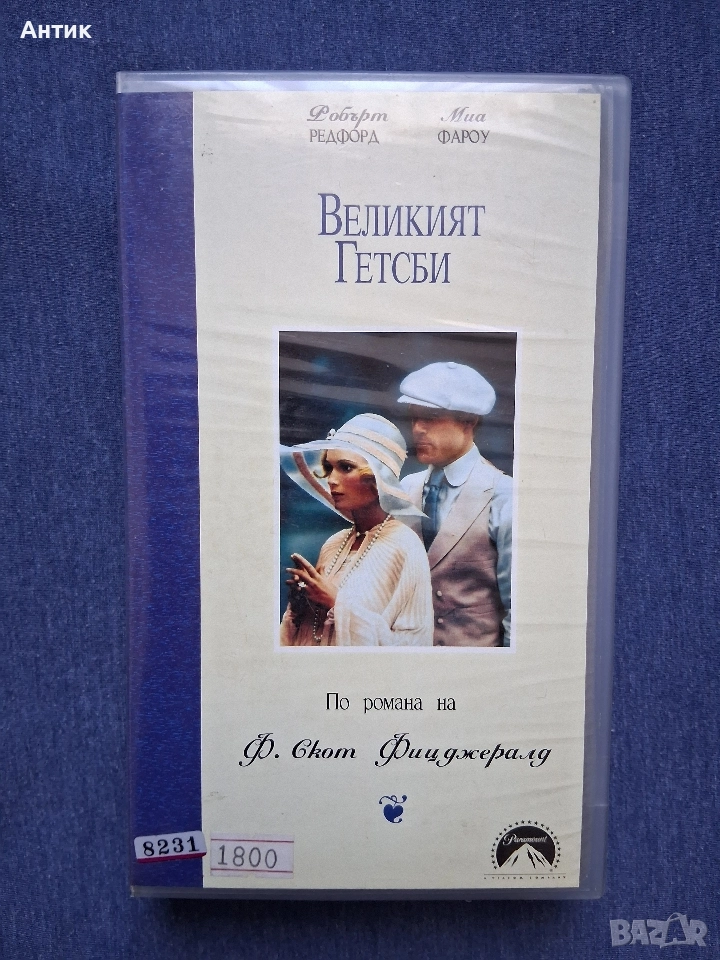 Антик
Робърт Миа
РЕДФОРД ФАРОУ
ВЕЛИКИЯТ
ГЕТСБИ
По романа на
Ф. Скот Фицджералд
8231
1800
Paramount
BAZAR